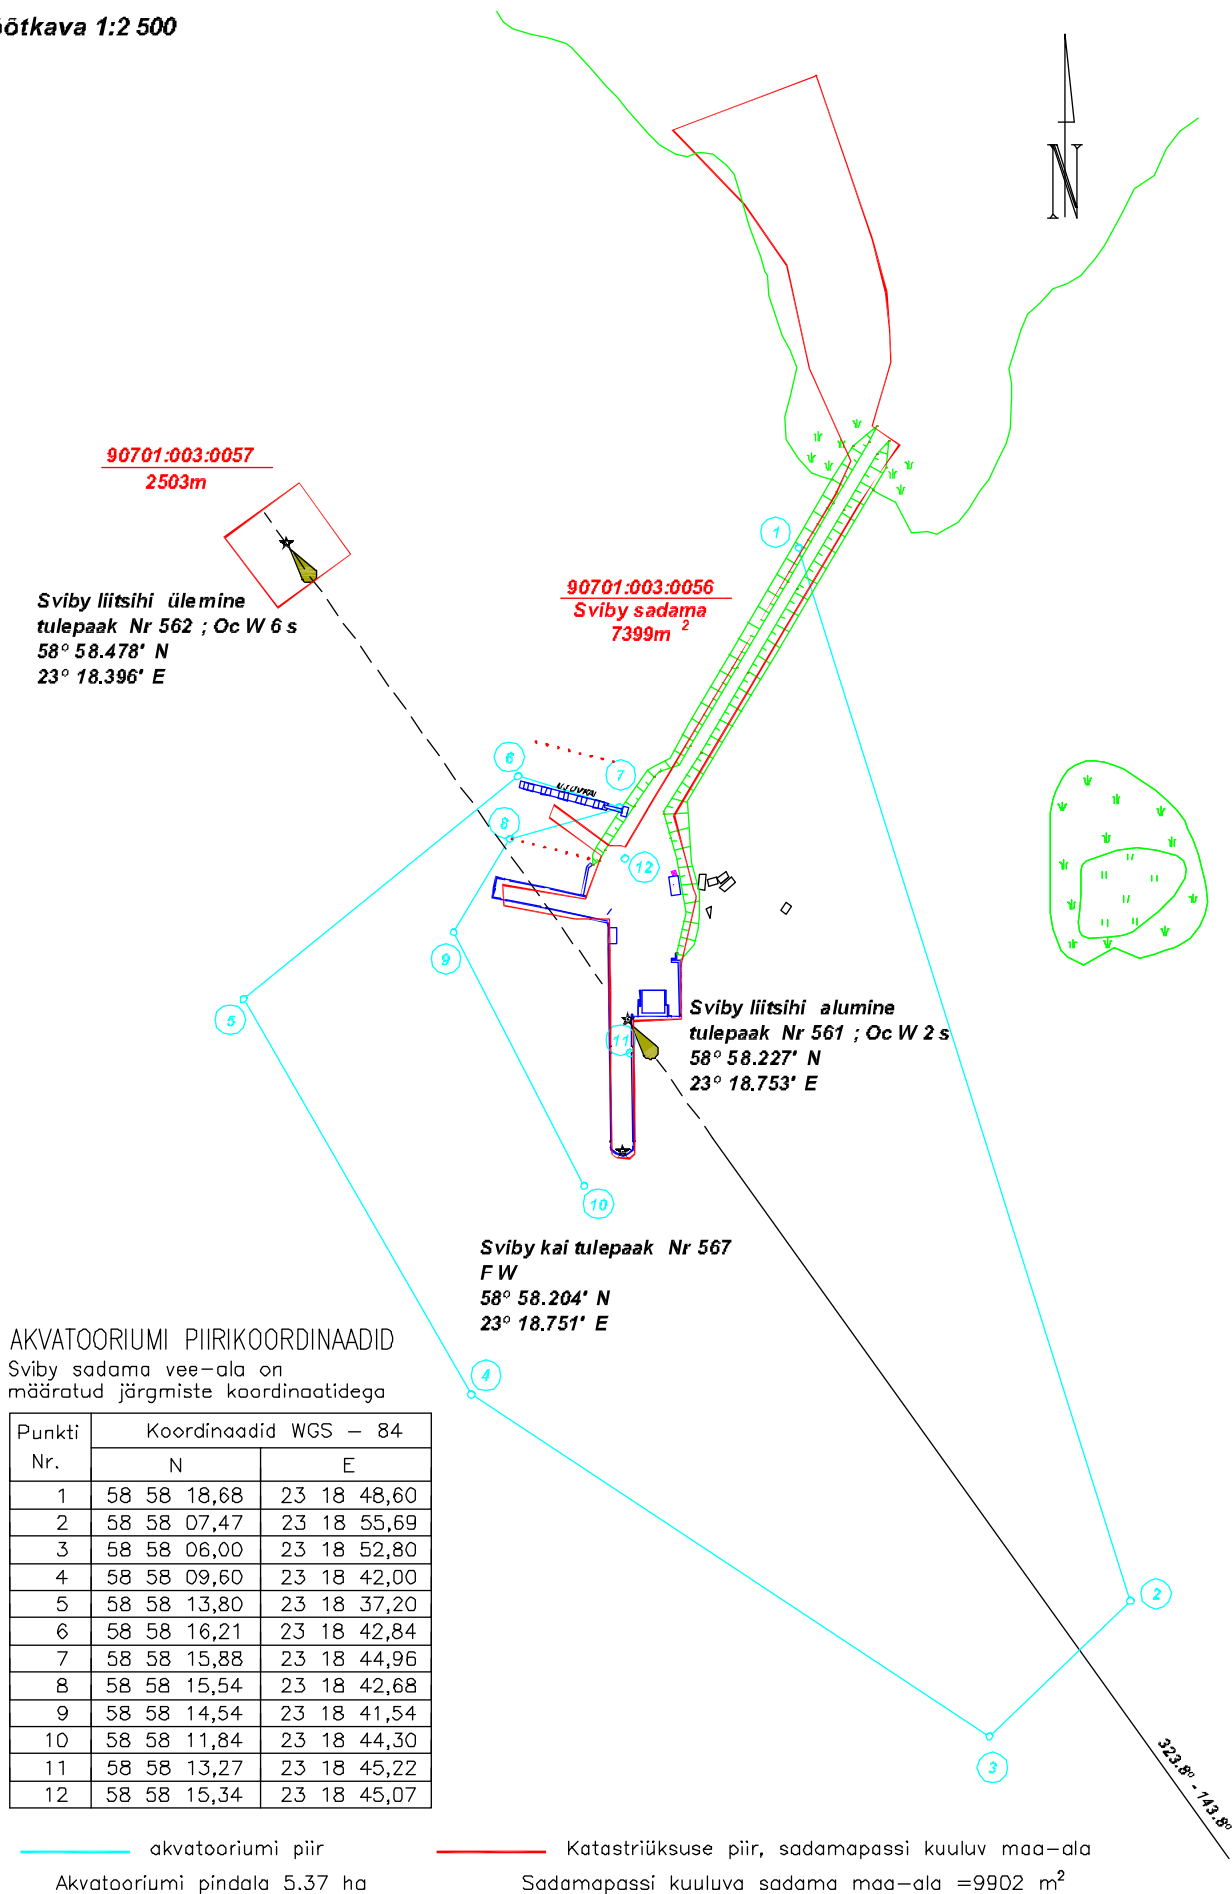 õtkava 1:2 500
N
90701:003:0057
2503m
Sviby liitsihi ülemine
tulepaak Nr 562 ; Oc W 6 s
58° 58.478' N
23° 18.396' E
90701:003:0056
Sviby sadama
7399m 2
1
6
7
8
12
9
5
11
Sviby liitsihi alumine
tulepaak Nr 561 ; Oc W 2 s
58° 58.227' N
23° 18.753' E
10
Sviby kai tulepaak Nr 567
F W
58° 58.204' N
23° 18.751' E
4
2
3
323.8° - 143.8°
AKVATOORIUMI PIIRIKOORDINAADID
Sviby sadama vee-ala on
määratud järgmiste koordinaatidega
Punkti Nr. Koordinaadid WGS - 84
N E
1 58 58 18,68 23 18 48,60
2 58 58 07,47 23 18 55,69
3 58 58 06,00 23 18 52,80
4 58 58 09,60 23 18 42,00
5 58 58 13,80 23 18 37,20
6 58 58 16,21 23 18 42,84
7 58 58 15,88 23 18 44,96
8 58 58 15,54 23 18 42,68
9 58 58 14,54 23 18 41,54
10 58 58 11,84 23 18 44,30
11 58 58 13,27 23 18 45,22
12 58 58 15,34 23 18 45,07
akvatooriumi piir
Katastriüksuse piir, sadamapassi kuuluv maa-ala
Akvatooriumi pindala 5.37 ha
Sadamapassi kuuluva sadama maa-ala =9902 m²